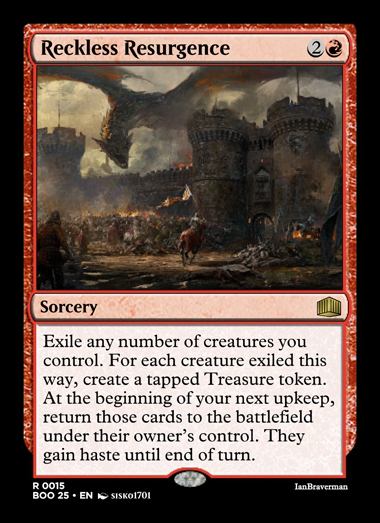 Reckless Resurgence 2
Sorcery
Exile any number of creatures you
control. For each creature exiled this
way, create a tapped Treasure token.
At the beginning of your next upkeep,
return those cards to the battlefield
under their owner's control. They
gain haste until end of turn.
R 0015
BOO 25 • EN SISKO1701
IanBraverman